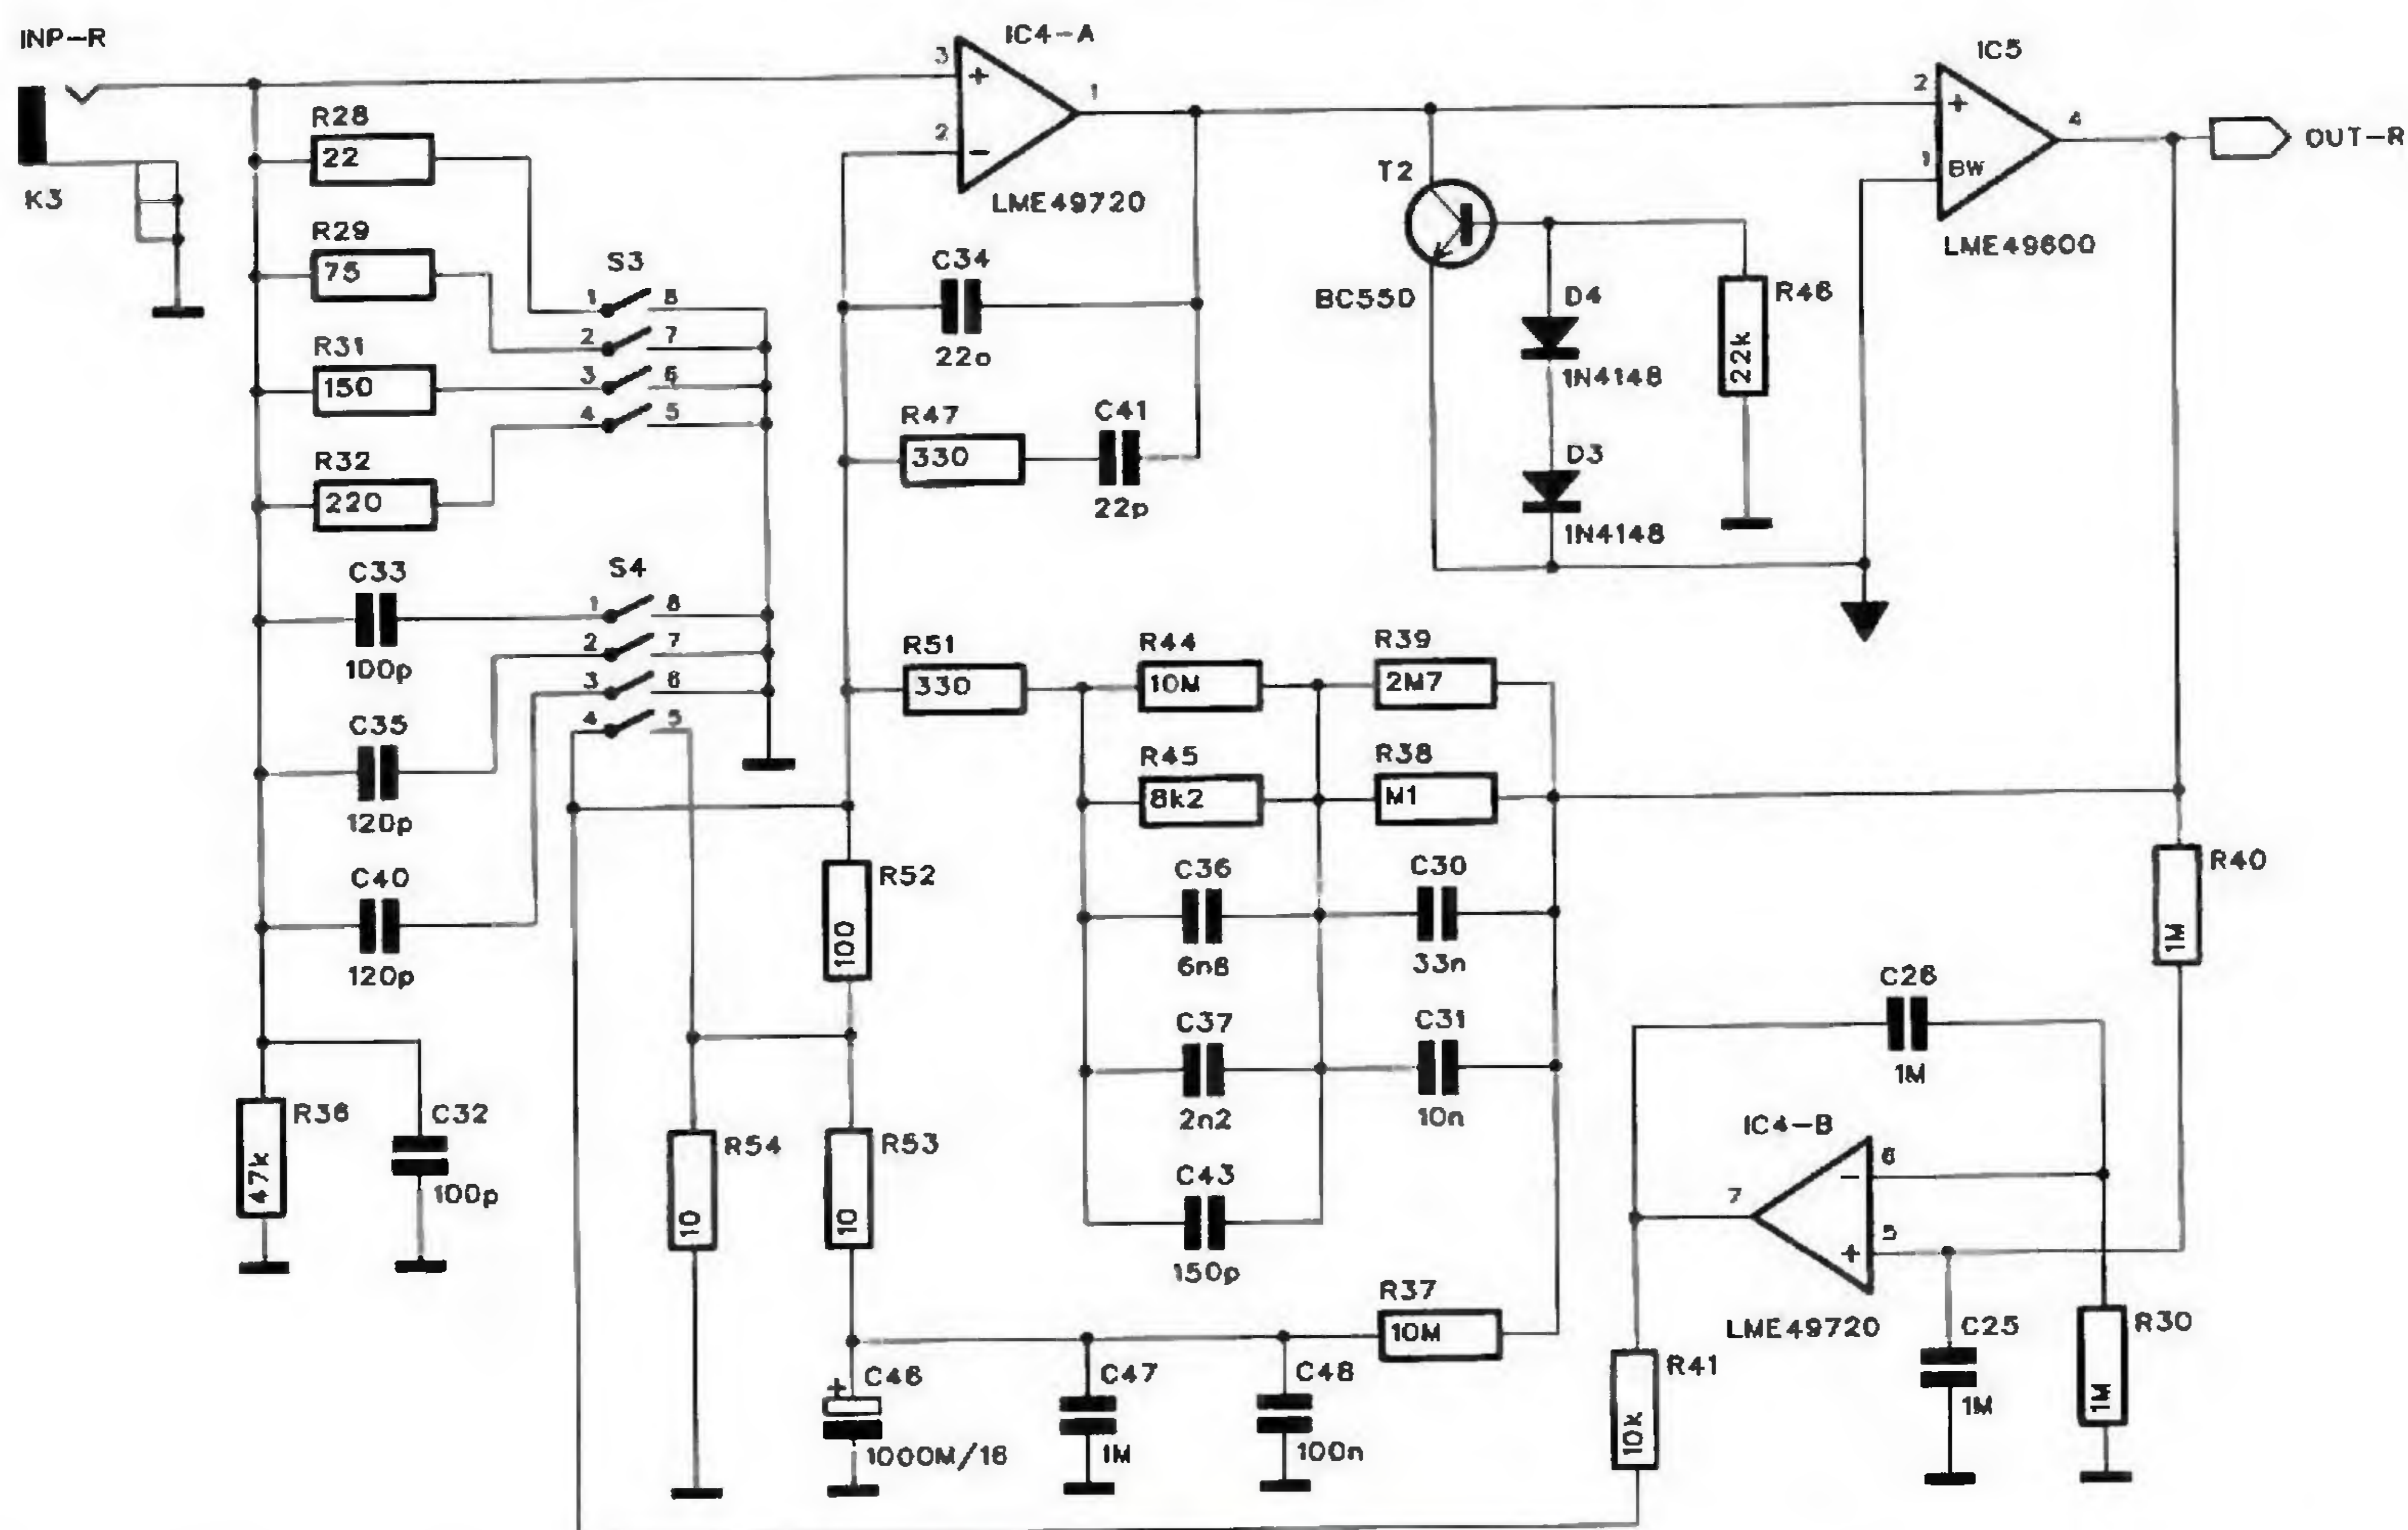 INP-R
K3
R28
22
R29
75
R31
150
R32
220
S3
1 8
2 7
3 6
4 5
C33
100p
C35
120p
C40
120p
S4
1 8
2 7
3 6
4 5
R36
47k
C32
100p
IC4-A
3
+
2
-
1
LME49720
C34
R47
330
C41
22p
R51
330
R44
10M
R39
2M7
R45
8k2
R38
M1
R52
100
C36
6n8
C30
33n
C37
2n2
C31
10n
C43
150p
R54
10
R53
10
R37
10M
+
C46
1000M/16
C47
1M
C48
100n
T2
BC550
D4
1N4148
D3
1N4148
R46
22k
IC5
2
+
1
BW
4
LME49600
OUT-R
R40
1M
C26
1M
IC4-B
7
6
-
5
+
LME49720
C25
1M
R30
1M
R41
10k